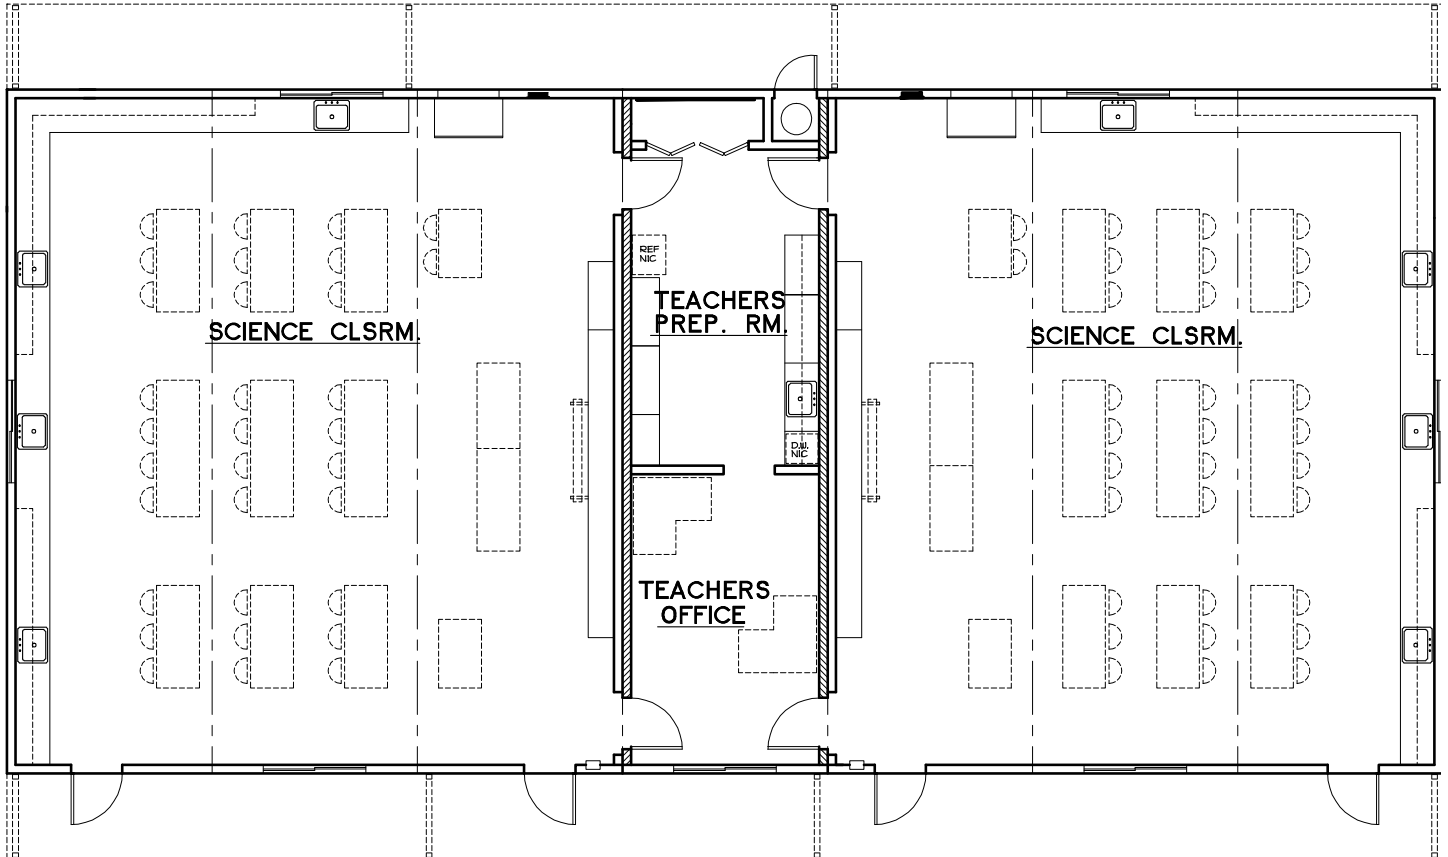 REF
NIC
TEACHERS
PREP. RM.
SCIENCE CLSRM.
SCIENCE CLSRM.
D.W.
NIC
TEACHERS
OFFICE